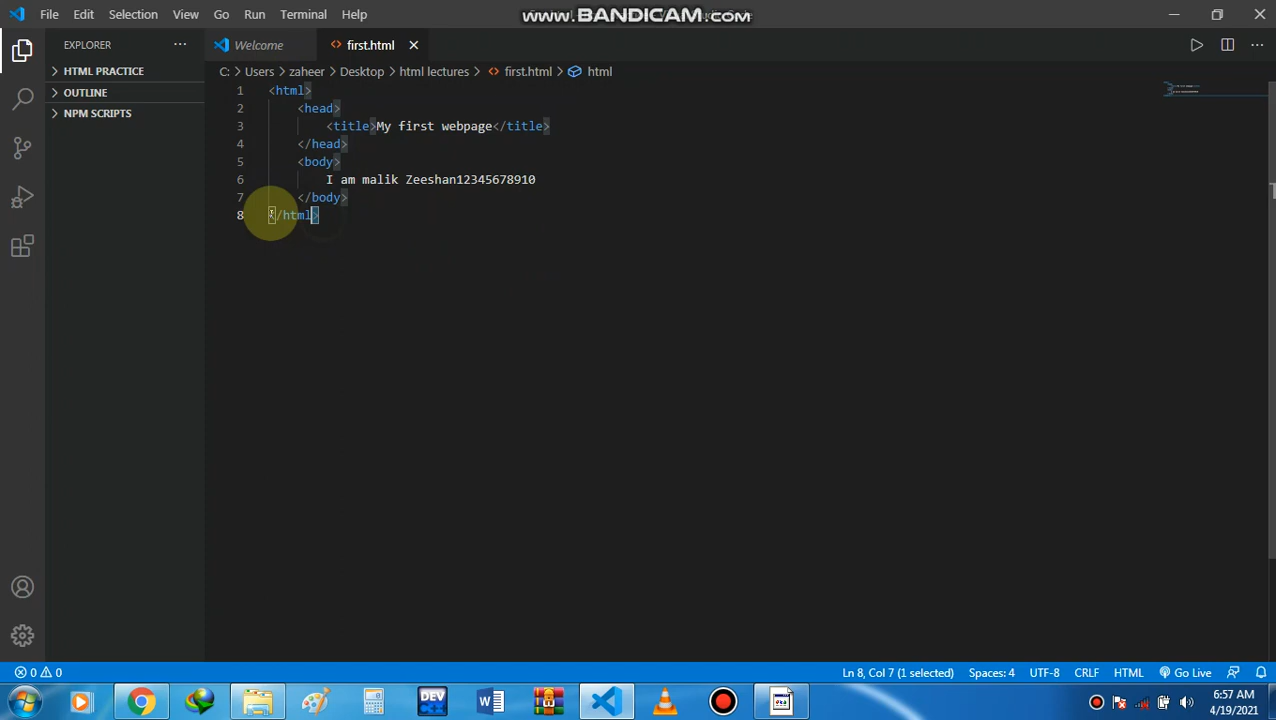 File Edit Selection View Go Run Terminal Help
www.BANDICAM.com
EXPLORER
Welcome
first.html
HTML PRACTICE
OUTLINE
NPM SCRIPTS
C: > Users > zaheer > Desktop > html lectures > first.html > html
1 <html>
2 <head>
3 <title>My first webpage</title>
4 </head>
5 <body>
6 I am malik Zeeshan12345678910
7 </body>
8 </html>
0 0
Ln 8, Col 7 (1 selected) Spaces: 4 UTF-8 CRLF HTML Go Live
DEV
6:57 AM
4/19/2021